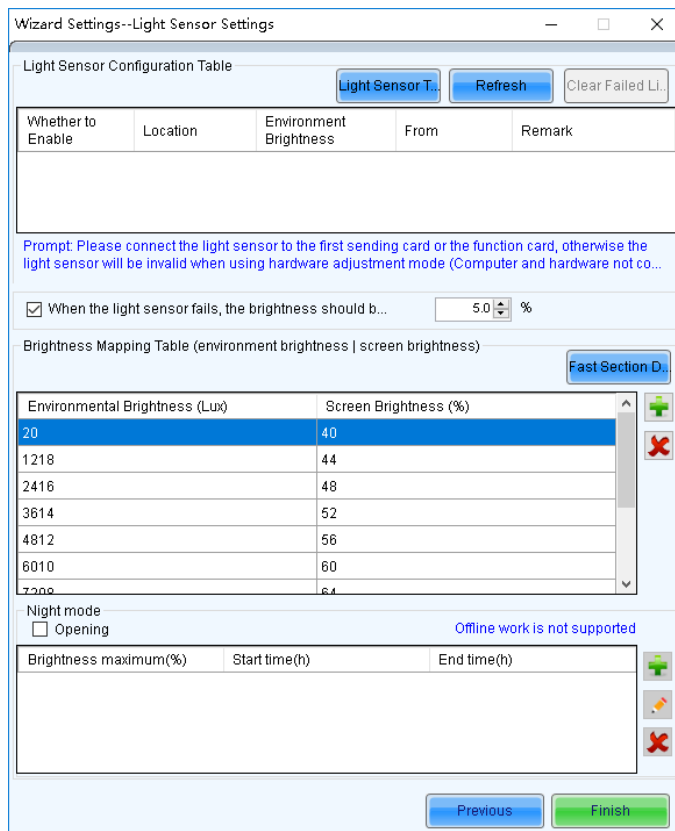 Wizard Settings--Light Sensor Settings
Light Sensor Configuration Table
Light Sensor T... Refresh Clear Failed Li..
Whether to Enable Location Environment Brightness From Remark
Prompt: Please connect the light sensor to the first sending card or the function card, otherwise the
light sensor will be invalid when using hardware adjustment mode (Computer and hardware not co...
When the light sensor fails, the brightness should b... 5.0 %
Brightness Mapping Table (environment brightness | screen brightness)
Fast Section D...
Environmental Brightness (Lux) Screen Brightness (%)
20 40
1218 44
2416 48
3614 52
4812 56
6010 60
7208 64
Night mode
Opening Offline work is not supported
Brightness maximum(%) Start time(h) End time(h)
Previous Finish